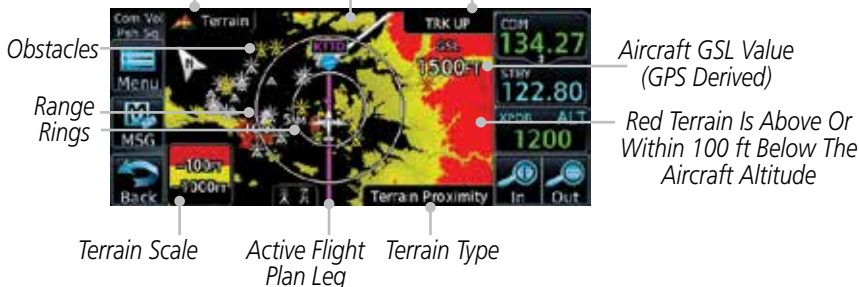 Com Vol
Psh Sq
Terrain
TRK UP
COM
134.27
Obstacles
KTTD
GSL
1500FT
Aircraft GSL Value
(GPS Derived)
N
Menu
STBY
122.80
Range
Rings
MSG
XPDR ALT
1200
Red Terrain Is Above Or
Within 100 ft Below The
Aircraft Altitude
-100FT
-1000FT
Back
Terrain Proximity
In
Out
Terrain Scale
Active Flight
Plan Leg
Terrain Type